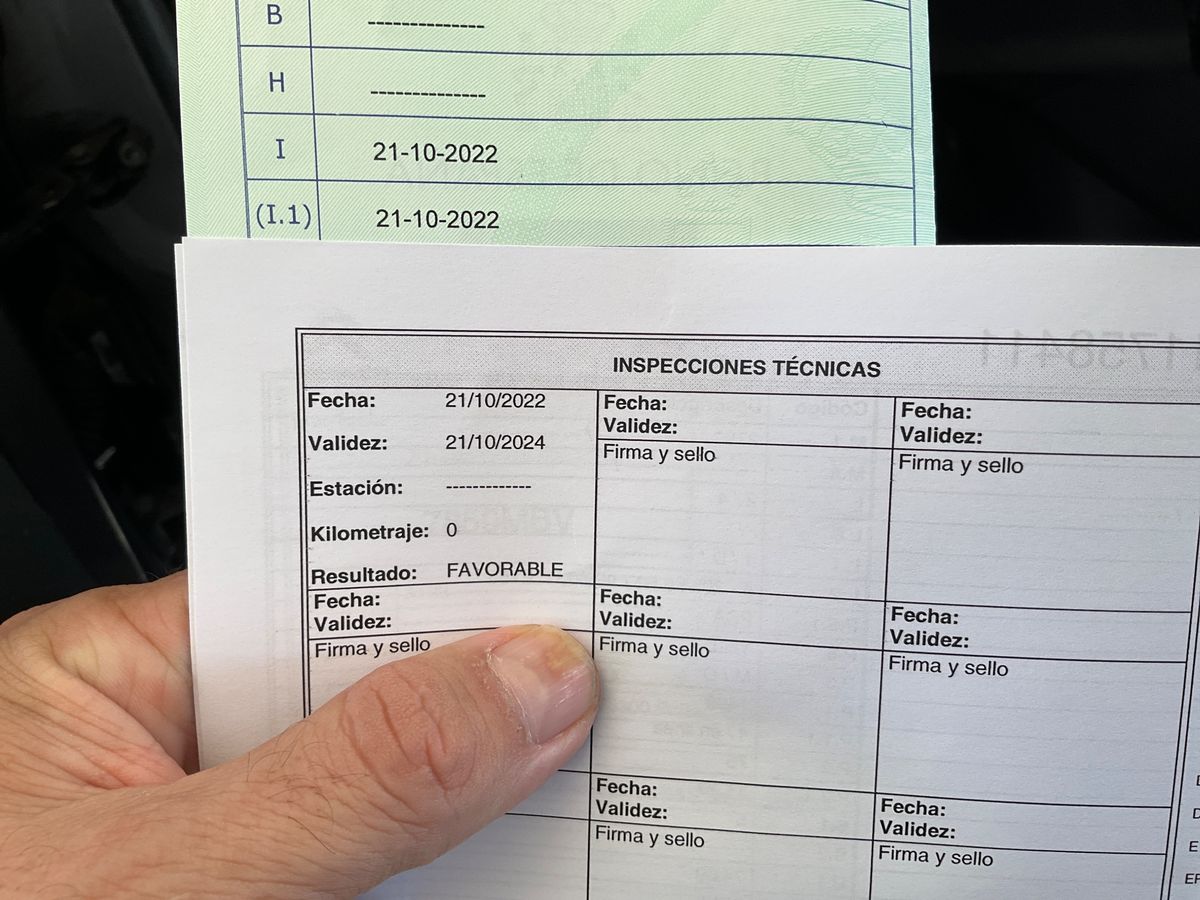 B --------------
H --------------
I 21-10-2022
(I.1) 21-10-2022
INSPECCIONES TÉCNICAS
Fecha: 21/10/2022
Validez: 21/10/2024
Estación: -------------
Kilometraje: 0
Resultado: FAVORABLE
Fecha:
Validez:
Firma y sello
Fecha:
Validez:
Firma y sello
Fecha:
Validez:
Firma y sello
Fecha:
Validez:
Firma y sello
Fecha:
Validez:
Firma y sello
Fecha:
Validez:
Firma y sello
Fecha:
Validez:
Firma y sello